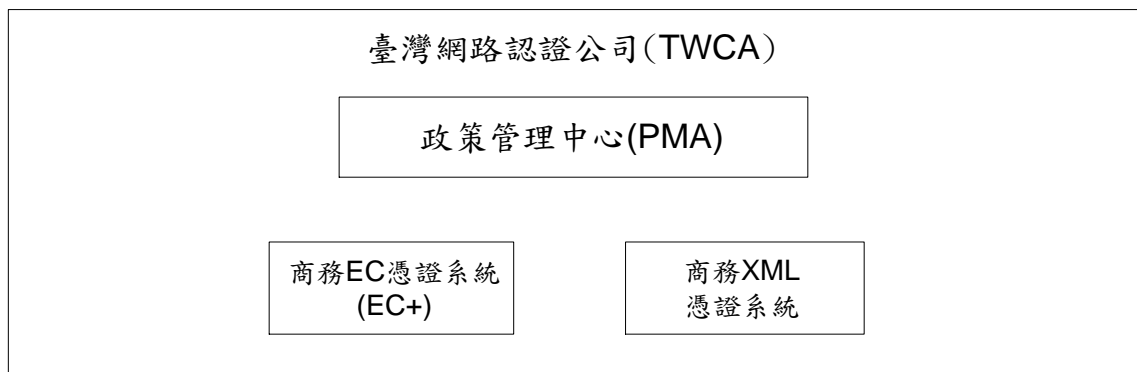 臺灣網路認證公司(TWCA)
政策管理中心(PMA)
商務EC憑證系統
(EC+)
商務XML
憑證系統